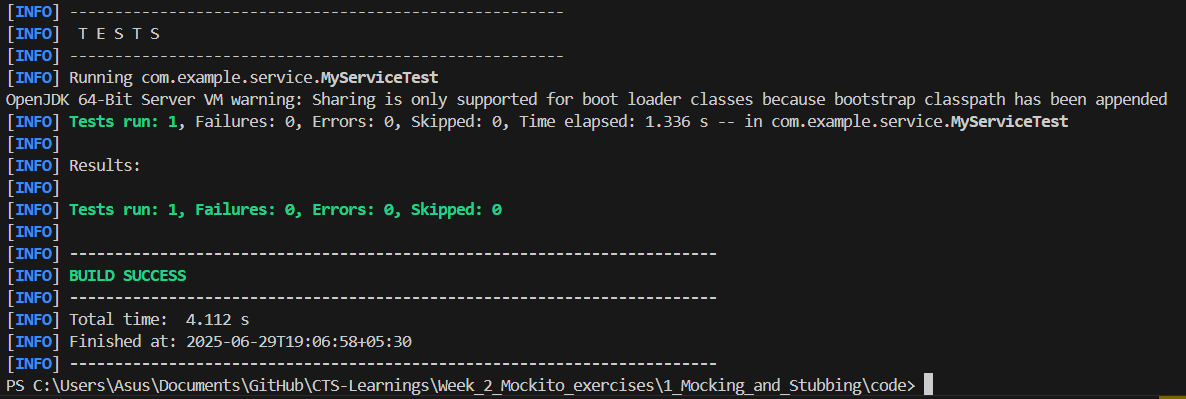 [INFO] -------------------------------------------------------
[INFO]  T E S T S
[INFO] -------------------------------------------------------
[INFO] Running com.example.service.MyServiceTest
OpenJDK 64-Bit Server VM warning: Sharing is only supported for boot loader classes because bootstrap classpath has been appended
[INFO] Tests run: 1, Failures: 0, Errors: 0, Skipped: 0, Time elapsed: 1.336 s -- in com.example.service.MyServiceTest
[INFO]
[INFO] Results:
[INFO]
[INFO] Tests run: 1, Failures: 0, Errors: 0, Skipped: 0
[INFO]
[INFO] ------------------------------------------------------------------------
[INFO] BUILD SUCCESS
[INFO] ------------------------------------------------------------------------
[INFO] Total time:  4.112 s
[INFO] Finished at: 2025-06-29T19:06:58+05:30
[INFO] ------------------------------------------------------------------------
PS C:\Users\Asus\Documents\GitHub\CTS-Learnings\Week_2_Mockito_exercises\1_Mocking_and_Stubbing\code>